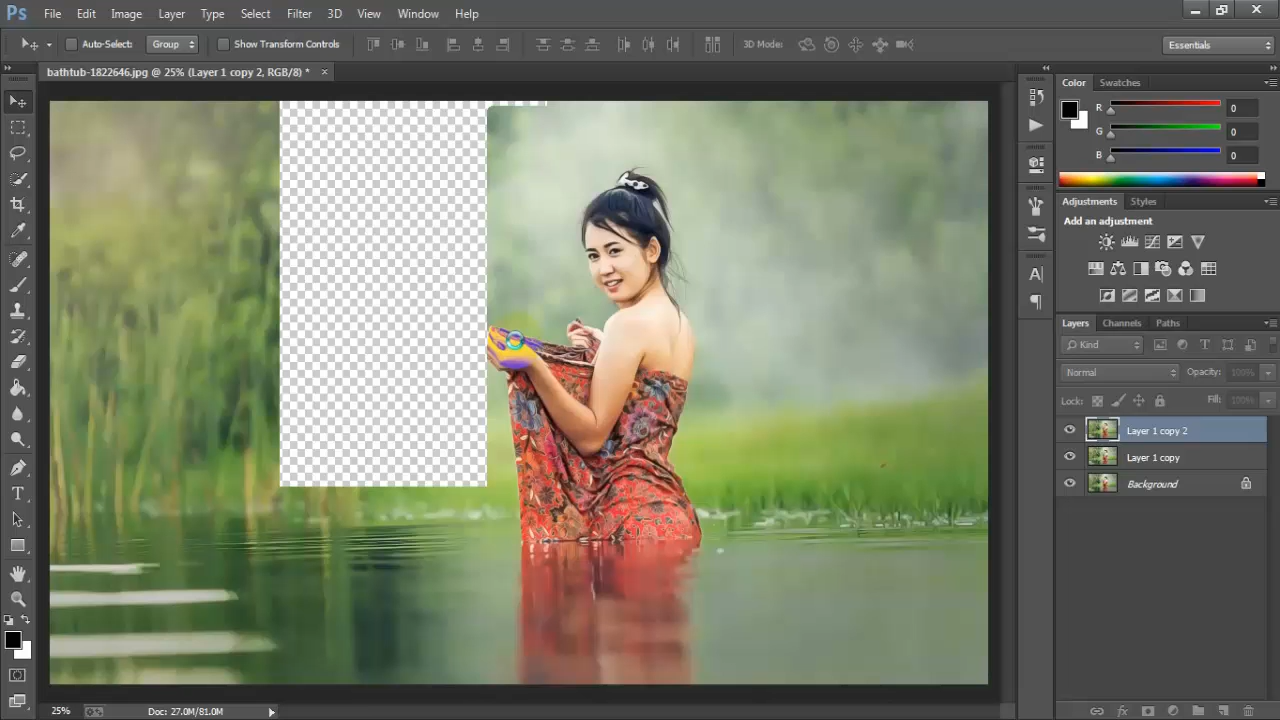 Ps File Edit Image Layer Type Select Filter 3D View Window Help
Auto-Select: Group Show Transform Controls 3D Mode: Essentials
bathtub-1822646.jpg @ 25% (Layer 1 copy 2, RGB/8) * ×
Color Swatches
R 0
G 0
B 0
Adjustments Styles
Add an adjustment
Layers Channels Paths
Kind
Normal Opacity: 100%
Lock: Fill: 100%
Layer 1 copy 2
Layer 1 copy
Background
25% Doc: 27.0M/81.0M